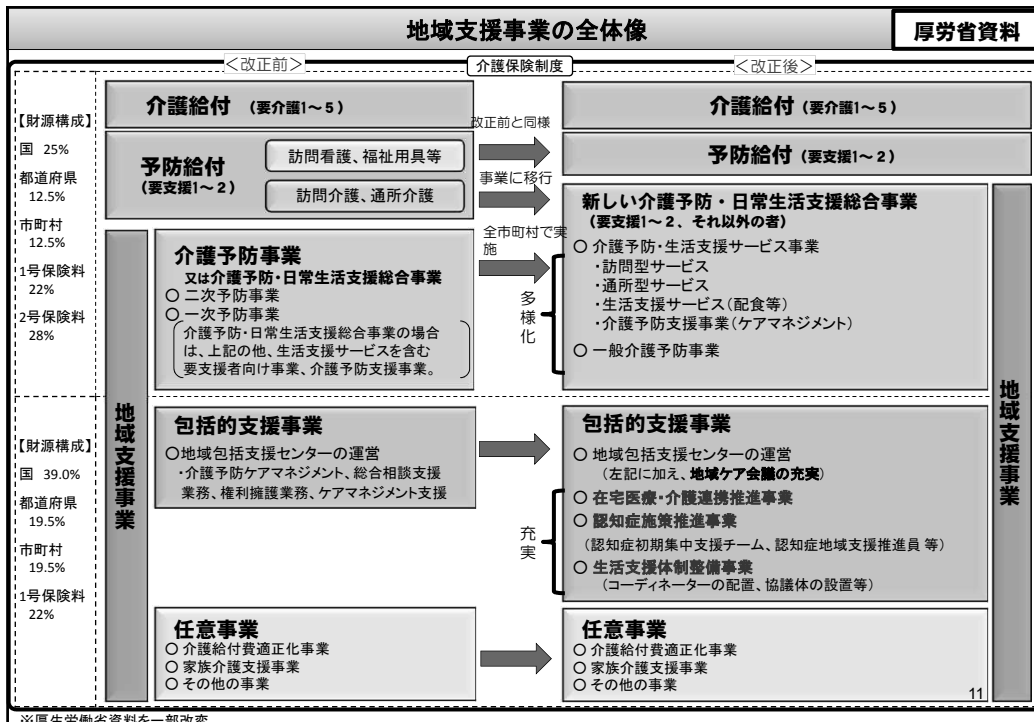 地域支援事業の全体像
厚労省資料
<改正前>
介護保険制度
<改正後>
【財源構成】
国 25%
都道府県
12.5%
市町村
12.5%
1号保険料
22%
2号保険料
28%
介護給付 (要介護1~5)
予防給付
(要支援1~2)
訪問看護、福祉用具等
訪問介護、通所介護
改正前と同様
事業に移行
全市町村で実
施
介護給付 (要介護1~5)
予防給付 (要支援1~2)
介護予防事業
又は介護予防・日常生活支援総合事業
○ 二次予防事業
○ 一次予防事業
介護予防・日常生活支援総合事業の場合
は、上記の他、生活支援サービスを含む
要支援者向け事業、介護予防支援事業。
多様化
新しい介護予防・日常生活支援総合事業
(要支援1~2、それ以外の者)
○ 介護予防・生活支援サービス事業
・訪問型サービス
・通所型サービス
・生活支援サービス(配食等)
・介護予防支援事業(ケアマネジメント)
○ 一般介護予防事業
【財源構成】
国 39.0%
都道府県
19.5%
市町村
19.5%
1号保険料
22%
地域支援事業
包括的支援事業
○地域包括支援センターの運営
・介護予防ケアマネジメント、総合相談支援
業務、権利擁護業務、ケアマネジメント支援
充実
包括的支援事業
○ 地域包括支援センターの運営
(左記に加え、地域ケア会議の充実)
○ 在宅医療・介護連携推進事業
○ 認知症施策推進事業
(認知症初期集中支援チーム、認知症地域支援推進員 等)
○ 生活支援体制整備事業
(コーディネーターの配置、協議体の設置等)
地域支援事業
任意事業
○ 介護給付費適正化事業
○ 家族介護支援事業
○ その他の事業
任意事業
○ 介護給付費適正化事業
○ 家族介護支援事業
○ その他の事業
11
※厚生労働省資料を一部改変